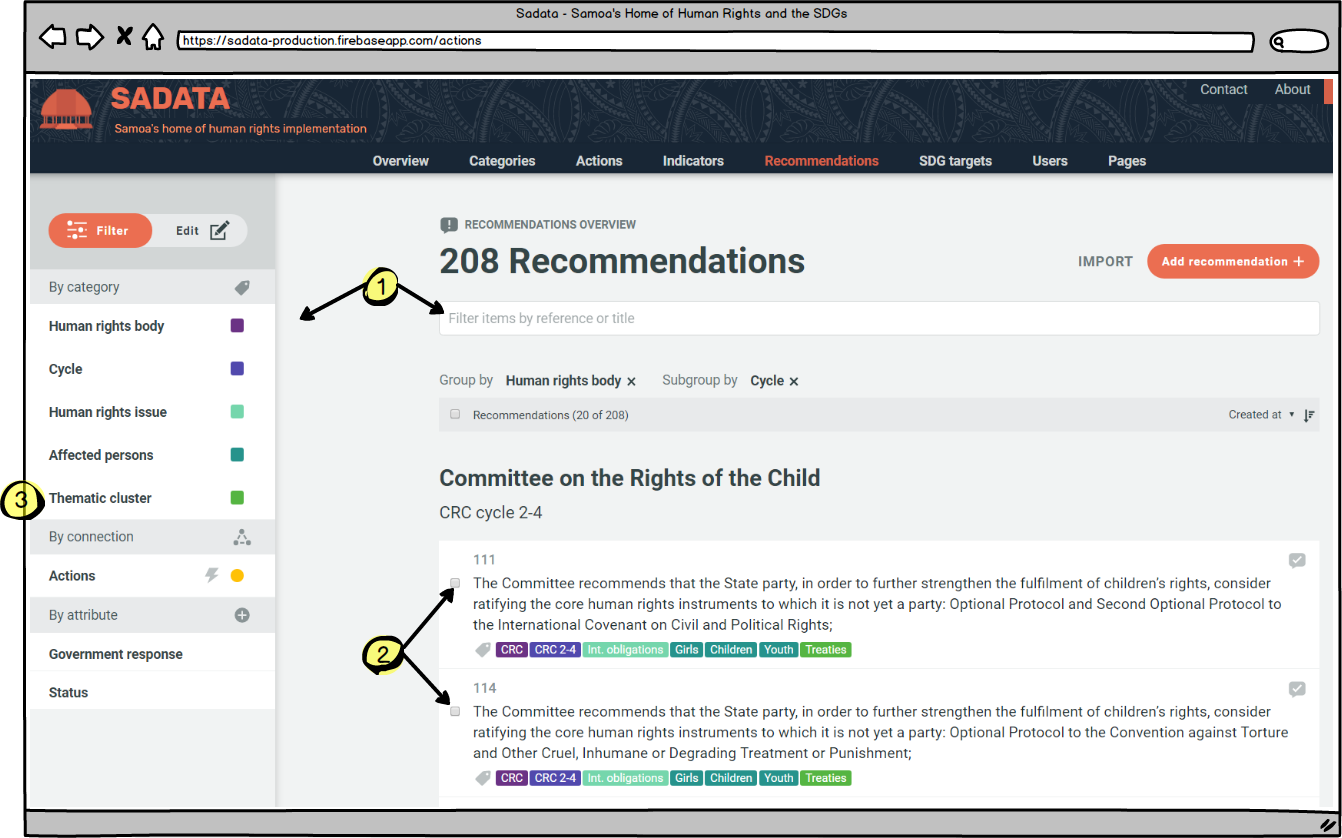 Sadata - Samoa's Home of Human Rights and the SDGs
https://sadata-production.firebaseapp.com/actions
SADATA
Samoa's home of human rights implementation
Contact About
Overview Categories Actions Indicators Recommendations SDG targets Users Pages
Filter Edit
By category
Human rights body
Cycle
Human rights issue
Affected persons
3 Thematic cluster
By connection
Actions
By attribute
Government response
Status
RECOMMENDATIONS OVERVIEW
208 Recommendations
IMPORT Add recommendation +
1
Filter items by reference or title
Group by Human rights body × Subgroup by Cycle ×
Recommendations (20 of 208) Created at
Committee on the Rights of the Child
CRC cycle 2-4
111
The Committee recommends that the State party, in order to further strengthen the fulfilment of children's rights, consider
ratifying the core human rights instruments to which it is not yet a party: Optional Protocol and Second Optional Protocol to
the International Covenant on Civil and Political Rights;
CRC CRC 2-4 Int. obligations Girls Children Youth Treaties
2
114
The Committee recommends that the State party, in order to further strengthen the fulfilment of children's rights, consider
ratifying the core human rights instruments to which it is not yet a party: Optional Protocol to the Convention against Torture
and Other Cruel, Inhumane or Degrading Treatment or Punishment;
CRC CRC 2-4 Int. obligations Girls Children Youth Treaties